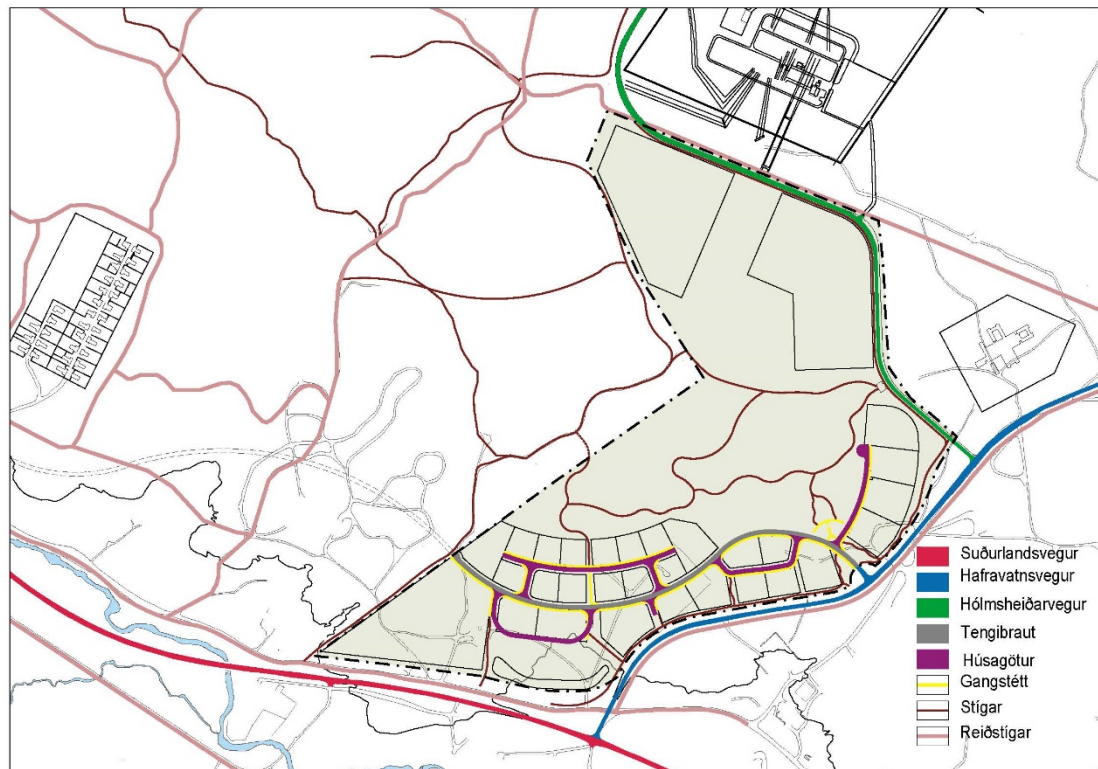 Suðurlandsvegur
Hafravatnsvegur
Hólmsheiðarvegur
Tengibraut
Húsagötur
Gangstétt
Stígar
Reiðstígar